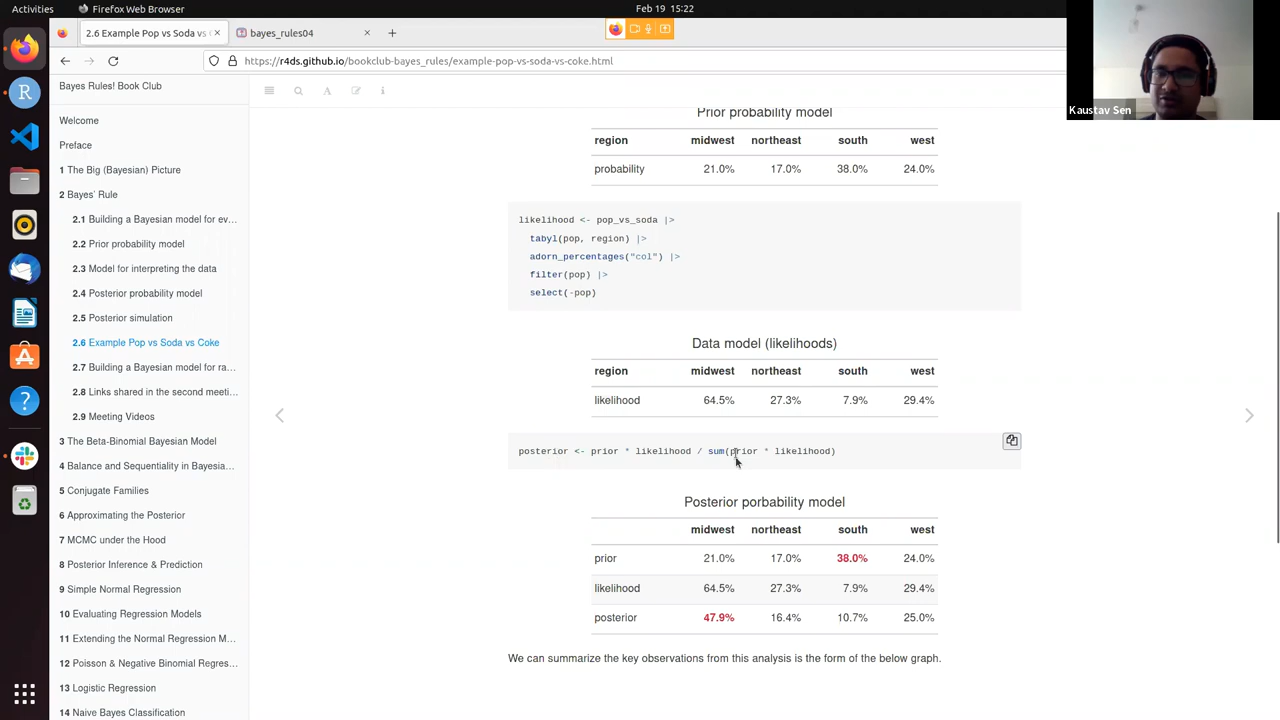 Activities
Firefox Web Browser
Feb 19 15:22
2.6 Example Pop vs Soda vs C
bayes_rules04
https://r4ds.github.io/bookclub-bayes_rules/example-pop-vs-soda-vs-coke.html
Kaustav Sen
Bayes Rules! Book Club
Welcome
Preface
1 The Big (Bayesian) Picture
2 Bayes' Rule
2.1 Building a Bayesian model for ev...
2.2 Prior probability model
2.3 Model for interpreting the data
2.4 Posterior probability model
2.5 Posterior simulation
2.6 Example Pop vs Soda vs Coke
2.7 Building a Bayesian model for ra...
2.8 Links shared in the second meeti...
2.9 Meeting Videos
3 The Beta-Binomial Bayesian Model
4 Balance and Sequentiality in Bayesia...
5 Conjugate Families
6 Approximating the Posterior
7 MCMC under the Hood
8 Posterior Inference & Prediction
9 Simple Normal Regression
10 Evaluating Regression Models
11 Extending the Normal Regression M...
12 Poisson & Negative Binomial Regres...
13 Logistic Regression
14 Naive Bayes Classification
Prior probability model
region midwest northeast south west
probability 21.0% 17.0% 38.0% 24.0%
likelihood <- pop_vs_soda |>
tabyl(pop, region) |>
adorn_percentages("col") |>
filter(pop) |>
select(-pop)
Data model (likelihoods)
region midwest northeast south west
likelihood 64.5% 27.3% 7.9% 29.4%
posterior <- prior * likelihood / sum(prior * likelihood)
Posterior porbability model
midwest northeast south west
prior 21.0% 17.0% 38.0% 24.0%
likelihood 64.5% 27.3% 7.9% 29.4%
posterior 47.9% 16.4% 10.7% 25.0%
We can summarize the key observations from this analysis is the form of the below graph.